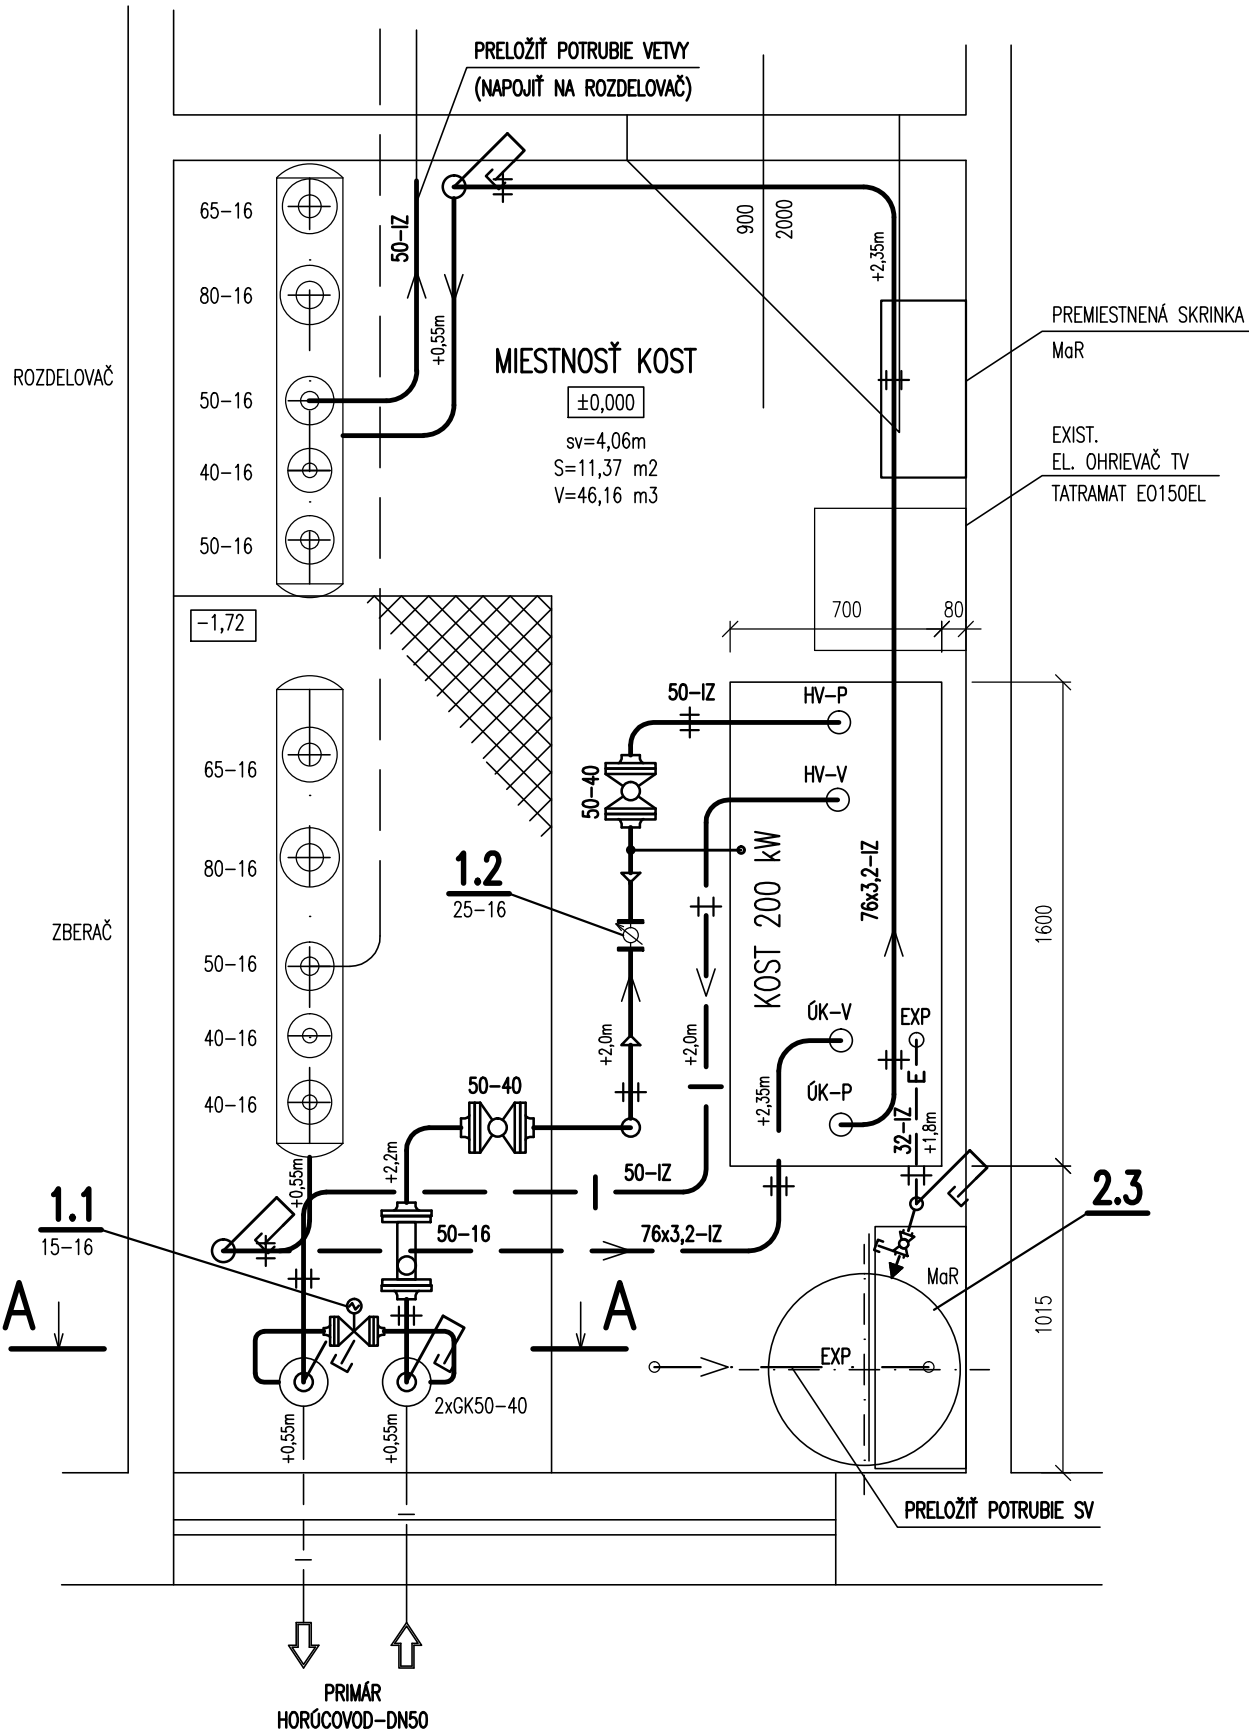 PRELOŽIŤ POTRUBIE VETVY
(NAPOJIŤ NA ROZDELOVAČ)
65-16
80-16
ROZDELOVAČ
50-16
40-16
50-16
50-IZ
+0,55m
900
2000
+2,35m
MIESTNOSŤ KOST
±0,000
sv=4,06m
S=11,37 m2
V=46,16 m3
PREMIESTNENÁ SKRINKA
MaR
EXIST.
EL. OHRIEVAČ TV
TATRAMAT EO150EL
-1,72
700
80
50-IZ
HV-P
HV-V
50-40
65-16
80-16
ZBERAČ
50-16
40-16
40-16
1.2
25-16
KOST 200 kW
76x3,2-IZ
1600
+2,0m
+2,0m
ÚK-V
EXP
ÚK-P
E
32-IZ
+1,8m
+2,35m
50-40
+0,55m
+2,2m
50-IZ
1.1
15-16
50-16
76x3,2-IZ
2.3
MaR
1015
A
A
EXP
2xGK50-40
+0,55m
+0,55m
PRELOŽIŤ POTRUBIE SV
PRIMÁR
HORÚCOVOD-DN50